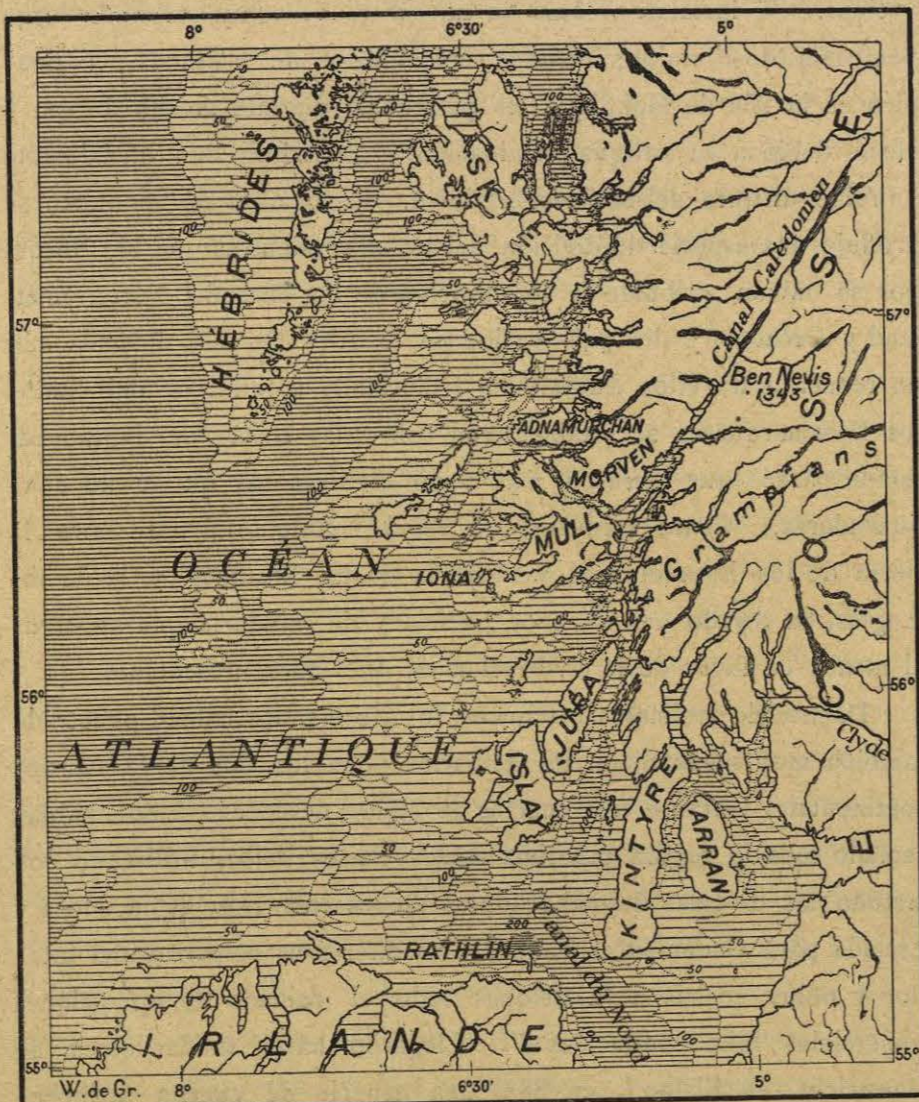 8° 6°30' 5°
HÉBRIDES
SKYE
ÉCOSSE
Canal Calédonien
57° 57°
Ben Nevis
1343
ADNAMURCHAN
MORVEN
Grampians
MULL
OCÉAN
IONA
56° 56°
JURA
ATLANTIQUE
Clyde
ISLAY
KINTYRE
ARRAN
100
50
200
RATHLIN
Canal du Nord
IRLANDE
55° 55°
W. de Gr. 8° 6°30' 5°